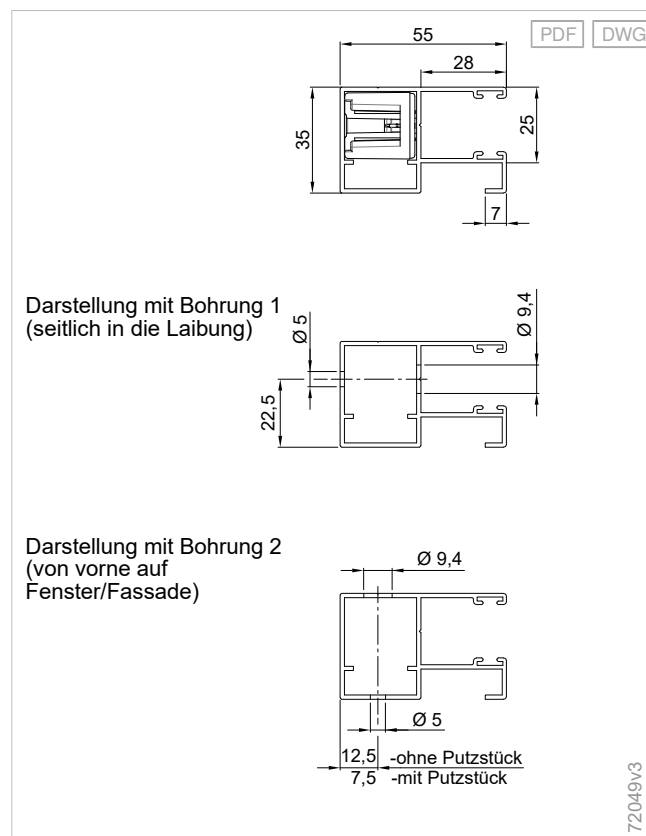 PDF DWG
55
28
35
25
7
Darstellung mit Bohrung 1
(seitlich in die Laibung)
Ø 5
Ø 9,4
22,5
Darstellung mit Bohrung 2
(von vorne auf
Fenster/Fassade)
Ø 9,4
Ø 5
12,5 -ohne Putzstück
7,5 -mit Putzstück
72049v3